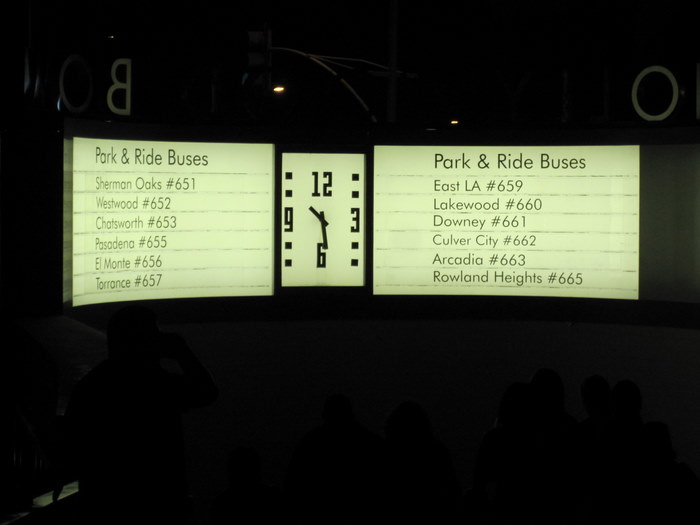 BO
Park & Ride Buses
Sherman Oaks #651
Westwood #652
Chatsworth #653
Pasadena #655
El Monte #656
Torrance #657
12
9
3
6
Park & Ride Buses
East LA #659
Lakewood #660
Downey #661
Culver City #662
Arcadia #663
Rowland Heights #665